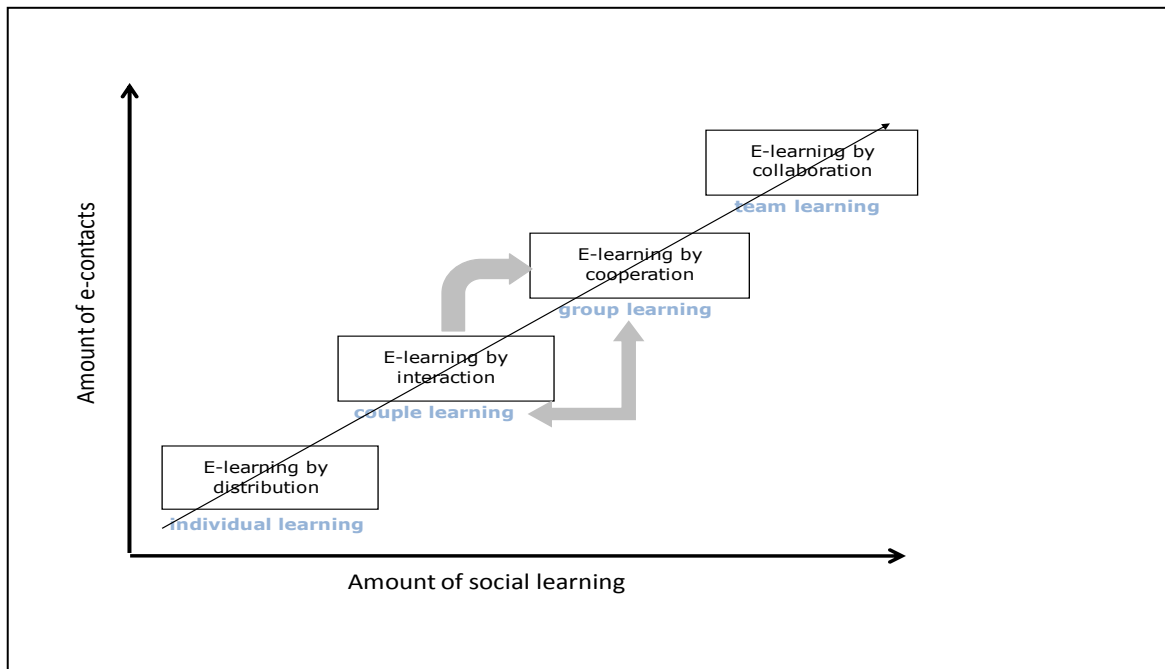 Amount of e-contacts
E-learning by
collaboration
team learning
E-learning by
cooperation
group learning
E-learning by
interaction
couple learning
E-learning by
distribution
individual learning
Amount of social learning